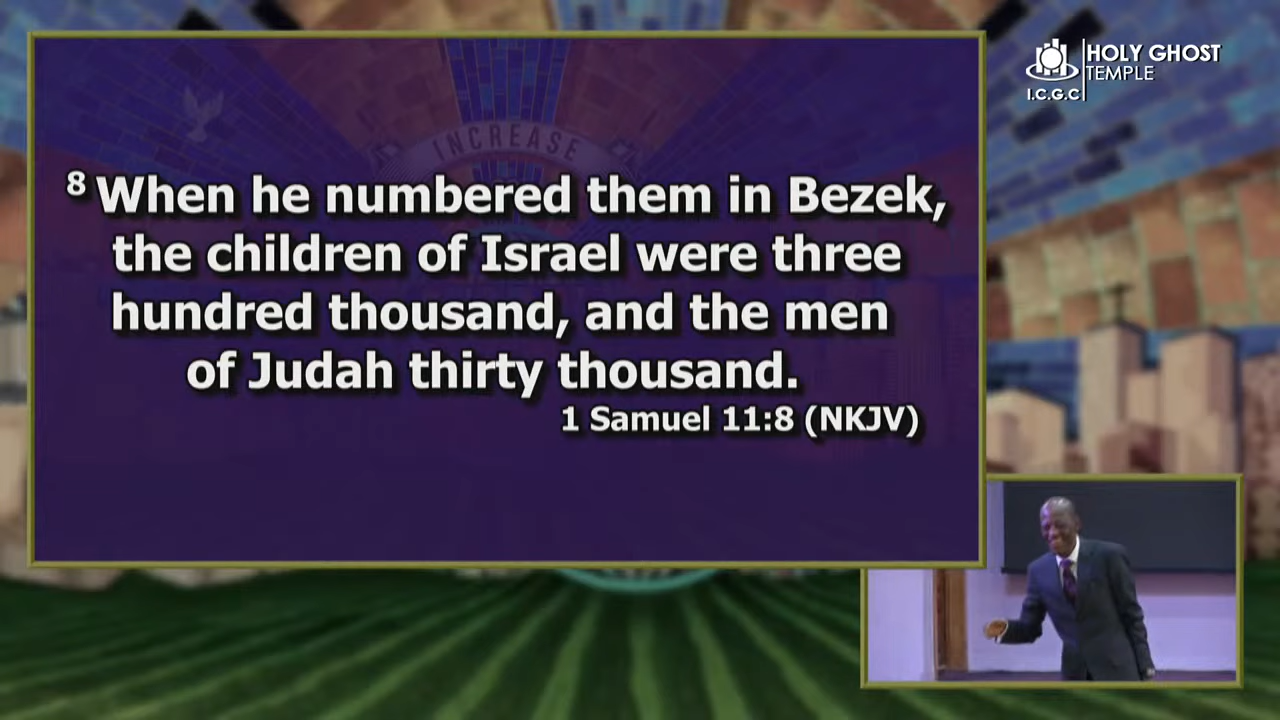 HOLY GHOST
TEMPLE
I.C.G.C
INCREASE
8 When he numbered them in Bezek,
the children of Israel were three
hundred thousand, and the men
of Judah thirty thousand.
1 Samuel 11:8 (NKJV)